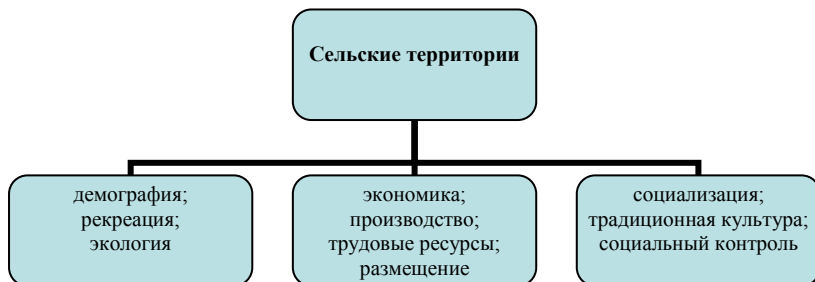 Сельские территории
демография;
рекреация;
экология
экономика;
производство;
трудовые ресурсы;
размещение
социализация;
традиционная культура;
социальный контроль